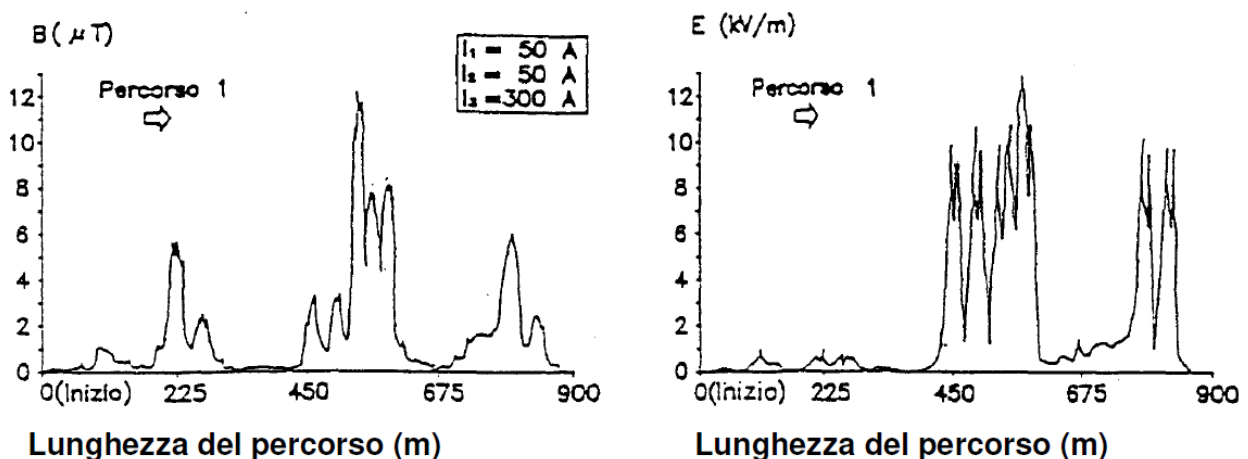 B (μT)
I₁ = 50 A
I₂ = 50 A
I₃ = 300 A
Percorso 1
12
10
8
6
4
2
0
0(Inizio) 225 450 675 900
Lunghezza del percorso (m)
E (kV/m)
Percorso 1
12
10
8
6
4
2
0
0(Inizio) 225 450 675 900
Lunghezza del percorso (m)